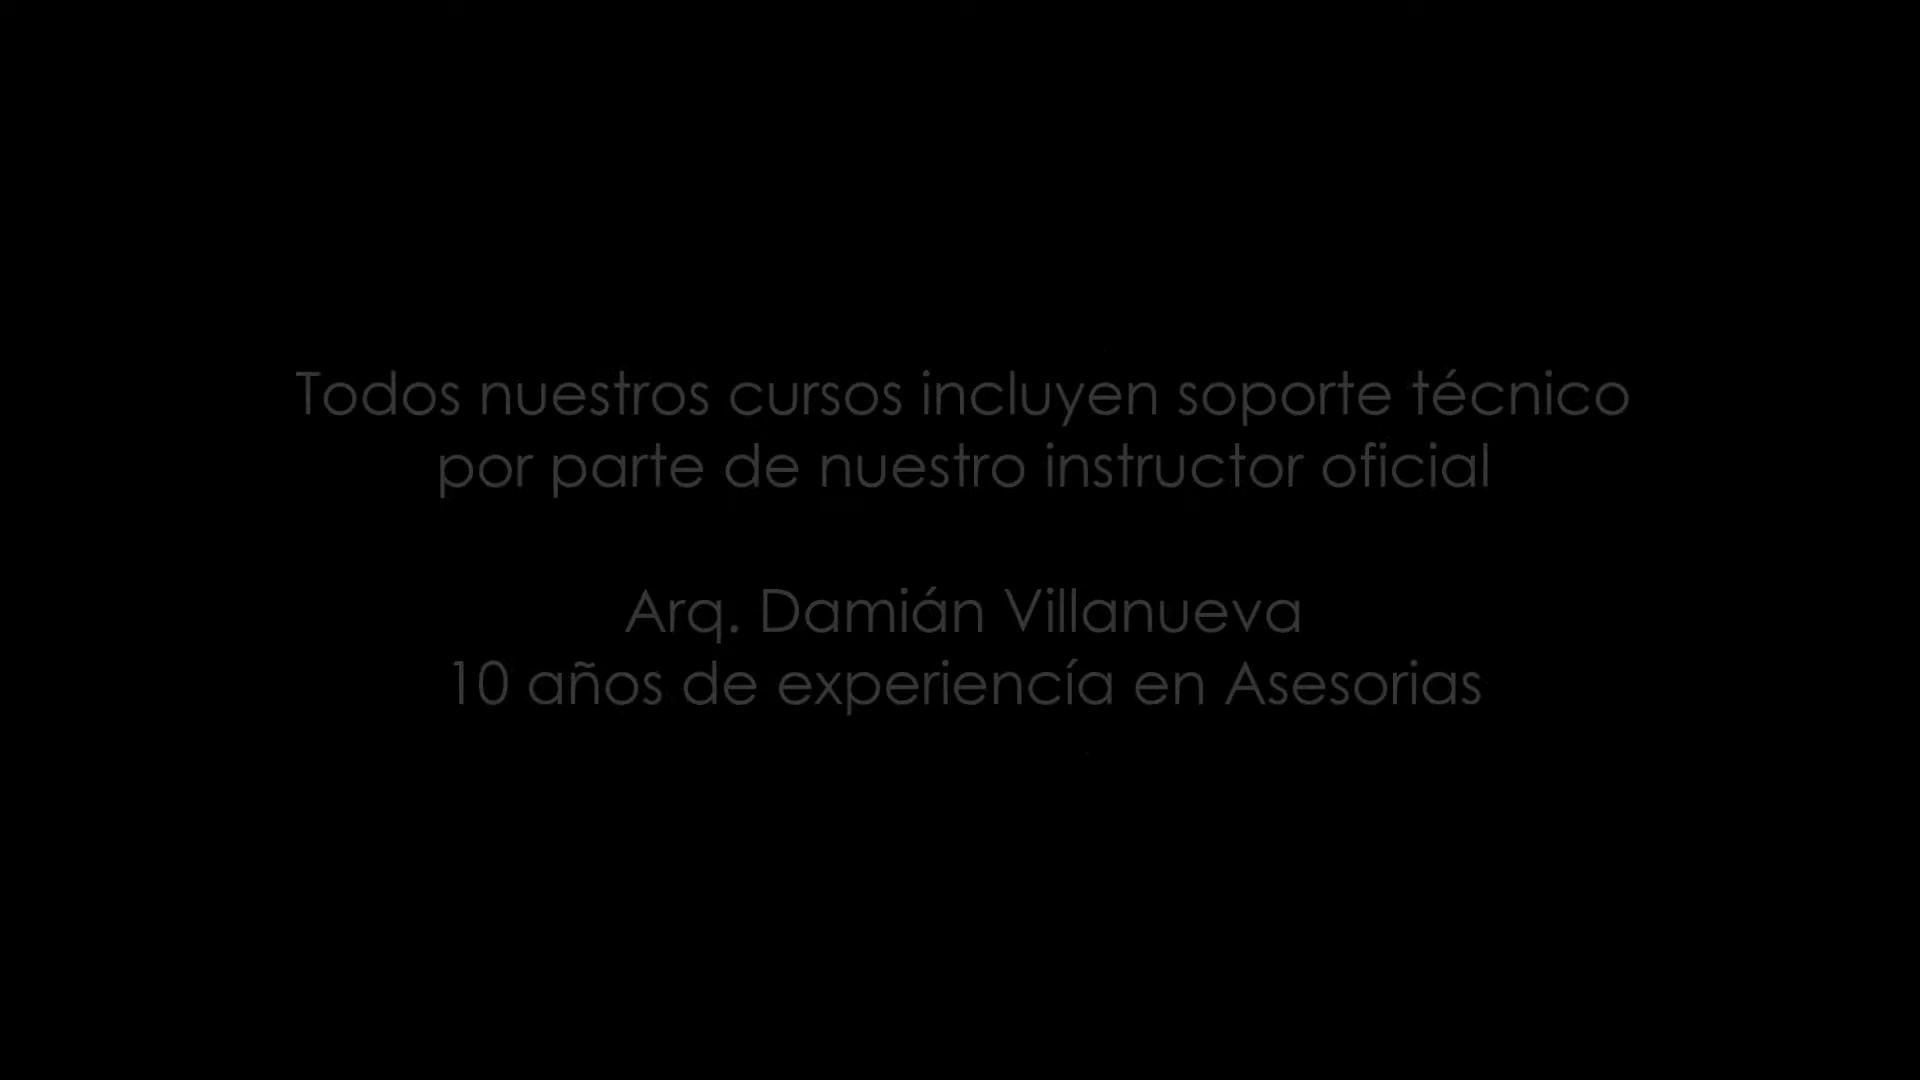 Todos nuestros cursos incluyen soporte técnico
por parte de nuestro instructor oficial
Arq. Damián Villanueva
10 años de experiencía en Asesorias